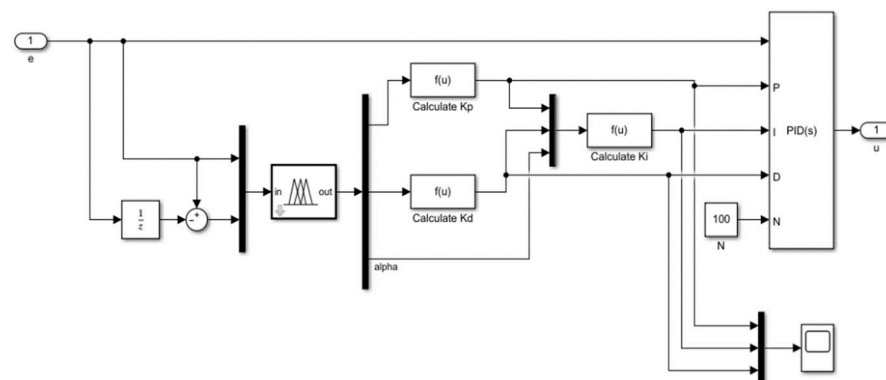 1
e
1
z
- +
in
out
f(u)
Calculate Kp
f(u)
Calculate Kd
alpha
f(u)
Calculate Ki
100
N
P
I
D
N
PID(s)
1
u